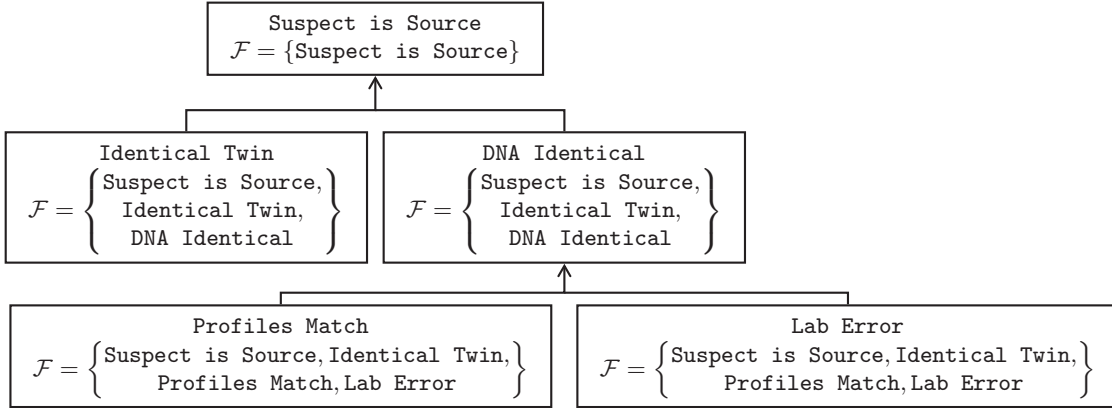 Suspect is Source
ℱ = {Suspect is Source}
Identical Twin
ℱ = {Suspect is Source,
Identical Twin,
DNA Identical}
DNA Identical
ℱ = {Suspect is Source,
Identical Twin,
DNA Identical}
Profiles Match
ℱ = {Suspect is Source, Identical Twin,
Profiles Match, Lab Error}
Lab Error
ℱ = {Suspect is Source, Identical Twin,
Profiles Match, Lab Error}